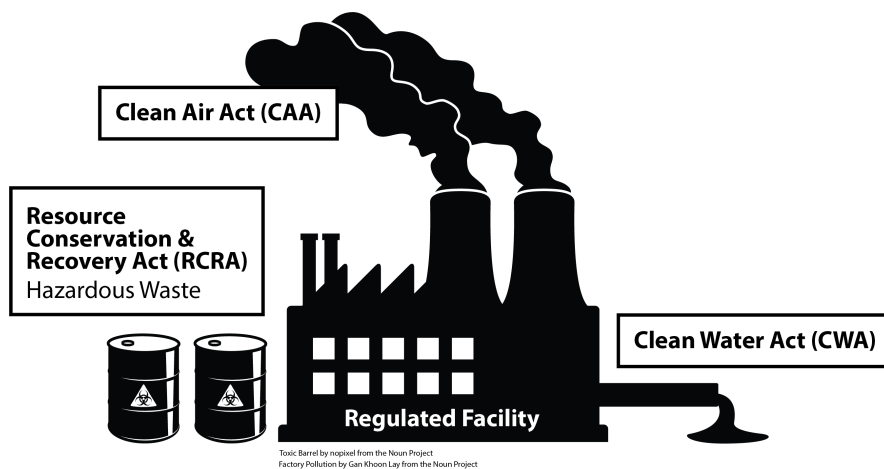 Clean Air Act (CAA)
Resource
Conservation &
Recovery Act (RCRA)
Hazardous Waste
Clean Water Act (CWA)
Regulated Facility
Toxic Barrel by nopixel from the Noun Project
Factory Pollution by Gan Khoon Lay from the Noun Project